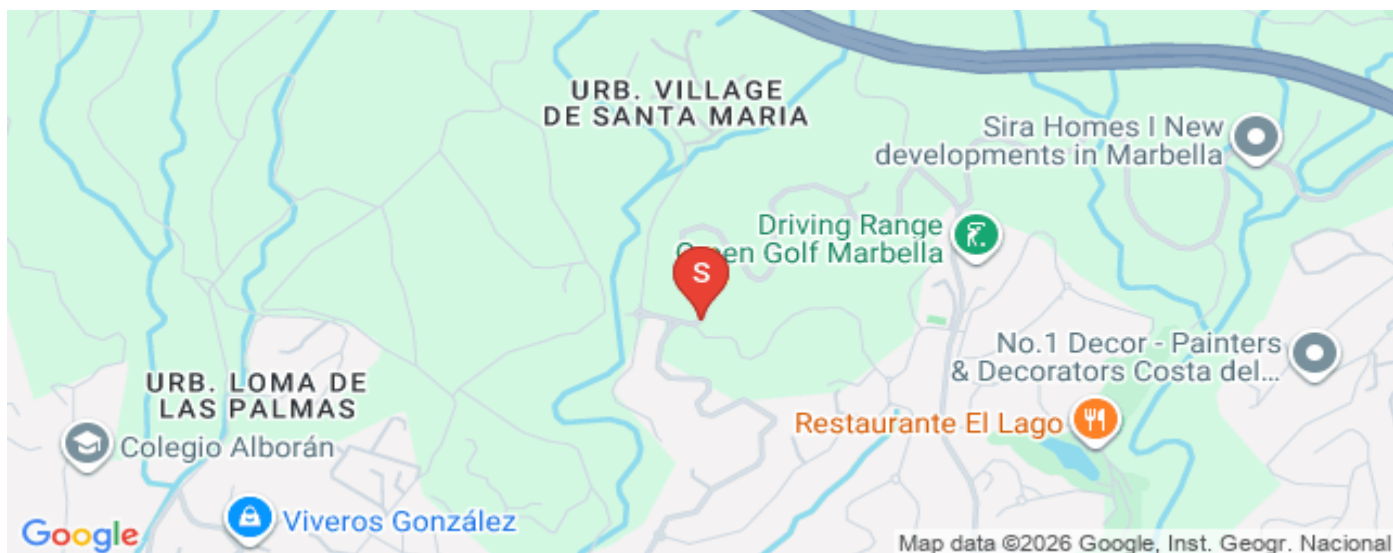 URB. VILLAGE
DE SANTA MARIA
Sira Homes I New
developments in Marbella
Driving Range
Green Golf Marbella
S
No.1 Decor - Painters
& Decorators Costa del...
URB. LOMA DE
LAS PALMAS
Restaurante El Lago
Colegio Alborán
Viveros González
Google
Map data ©2026 Google, Inst. Geogr. Nacional